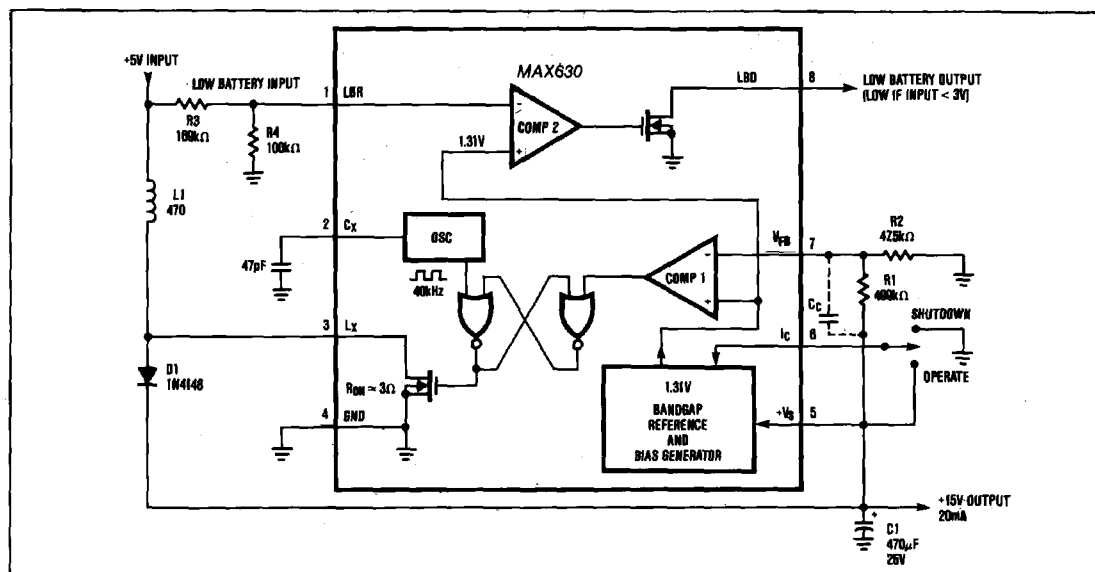 +5V INPUT
LOW BATTERY INPUT
R3
169kΩ
R4
100kΩ
L1
470
47pF
D1
1N4148
MAX630
1 LBR
COMP 2
−
+
1.31V
LBD 8
LOW BATTERY OUTPUT
(LOW IF INPUT < 3V)
2 CX
OSC
40kHz
COMP 1
−
+
VFB 7
R2
47.5kΩ
R1
499kΩ
CC
SHUTDOWN
IC 6
OPERATE
3 LX
RON ≃ 3Ω
4 GND
1.31V
BANDGAP
REFERENCE
AND
BIAS GENERATOR
+VS 5
+15V OUTPUT
20mA
+
C1
470μF
25V